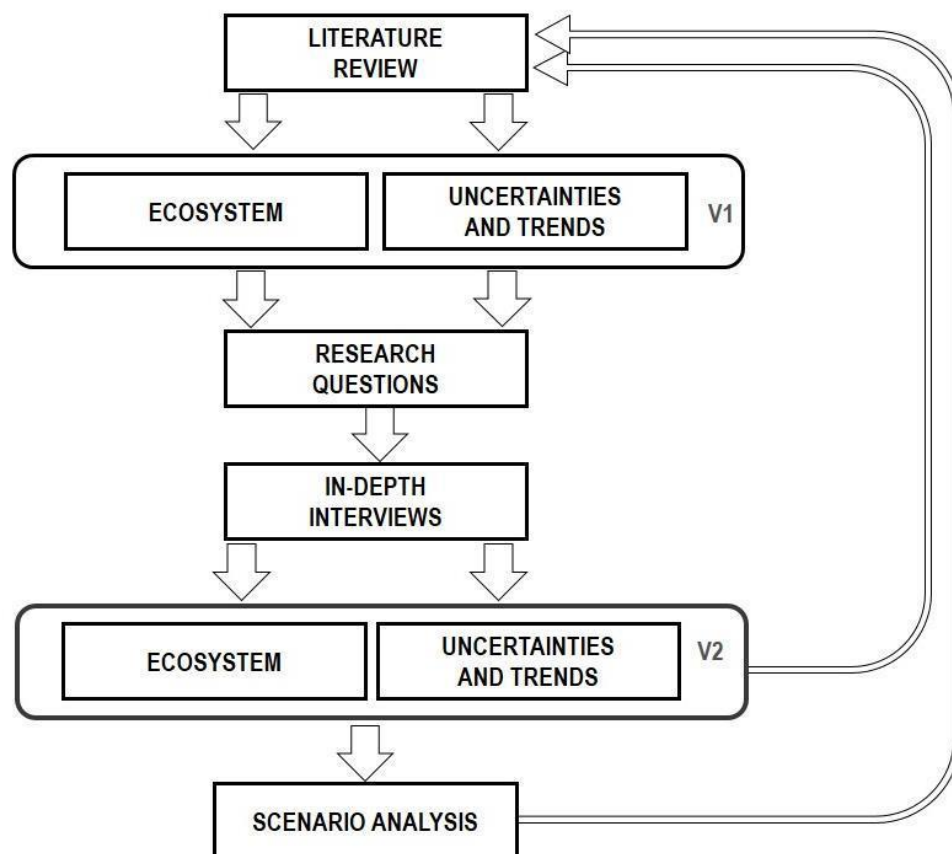 LITERATURE
REVIEW
ECOSYSTEM
UNCERTAINTIES
AND TRENDS
V1
RESEARCH
QUESTIONS
IN-DEPTH
INTERVIEWS
ECOSYSTEM
UNCERTAINTIES
AND TRENDS
V2
SCENARIO ANALYSIS